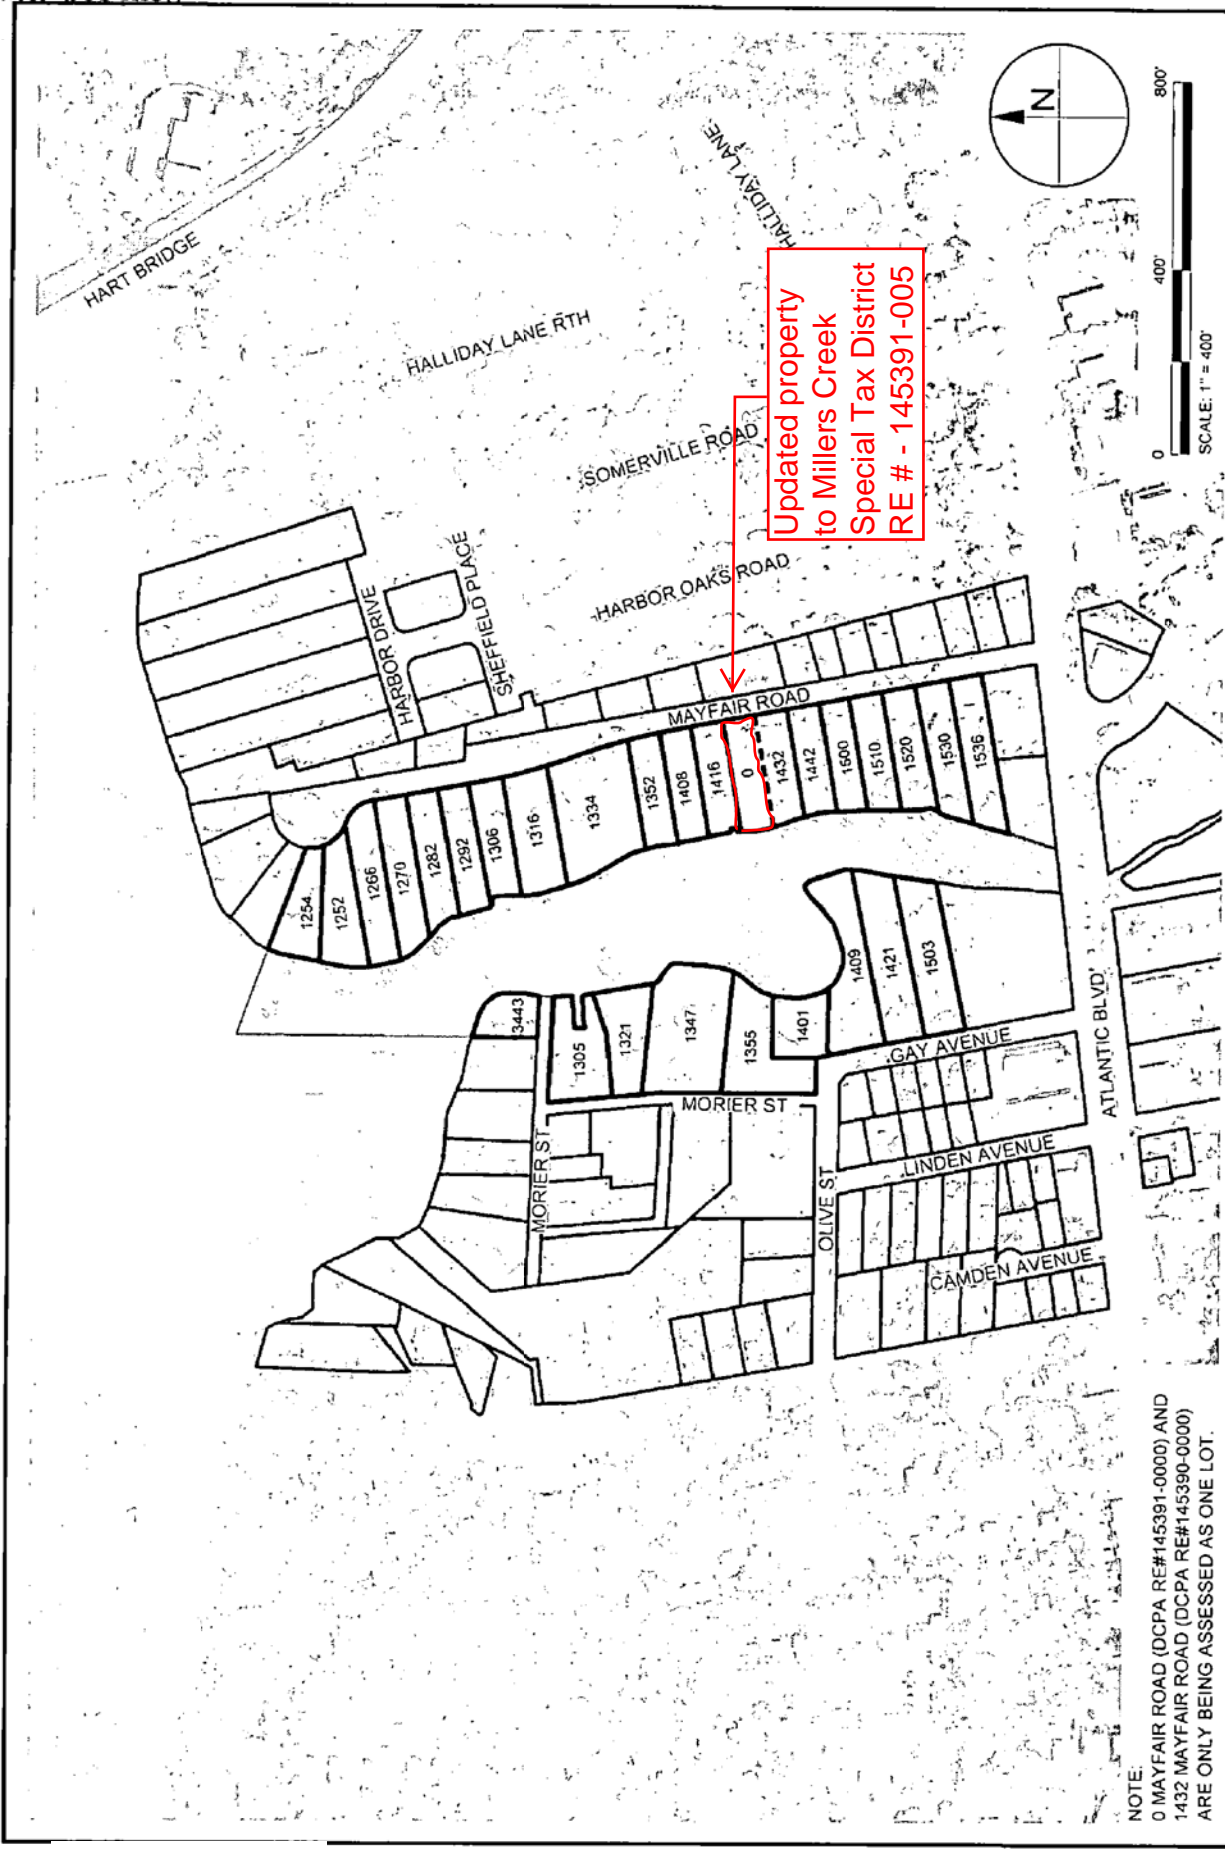 HART BRIDGE
HALLIDAY LANE
HALLIDAY LANE RTH
SOMERVILLE ROAD
HARBOR OAKS ROAD
Updated property
to Millers Creek
Special Tax District
RE # - 145391-005
N
0
400'
800'
SCALE: 1" = 400'
HARBOR DRIVE
SHEFFIELD PLACE
MAYFAIR ROAD
1254
1252
1266
1270
1282
1292
1306
1316
1334
1352
1408
1416
0
1432
1442
1500
1510
1520
1530
1536
3443
1305
1321
1347
1355
1401
1409
1421
1503
GAY AVENUE
MORIER ST
MORIER ST
OLIVE ST
LINDEN AVENUE
CAMDEN AVENUE
ATLANTIC BLVD
NOTE:
0 MAYFAIR ROAD (DCPA RE#145391-0000) AND
1432 MAYFAIR ROAD (DCPA RE#145390-0000)
ARE ONLY BEING ASSESSED AS ONE LOT.